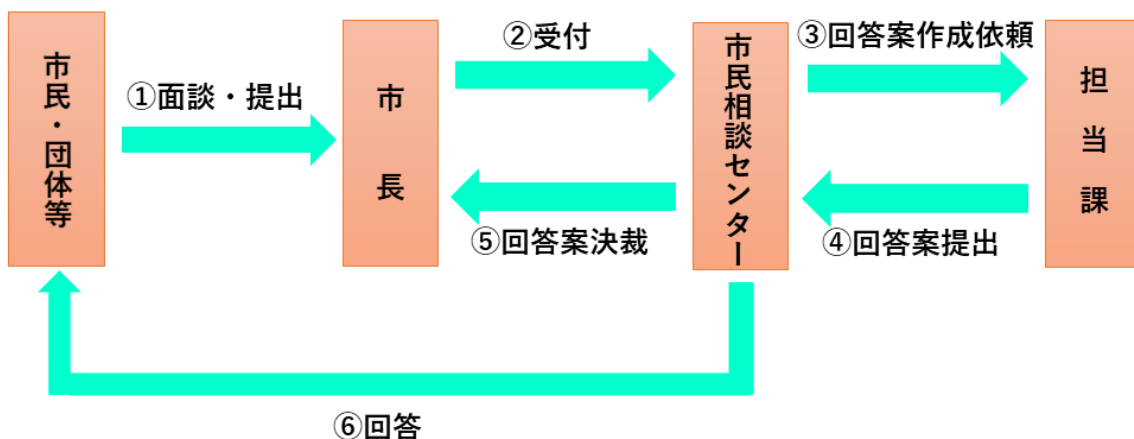 市民・団体等
①面談・提出
市長
②受付
市民相談センター
③回答案作成依頼
担当課
④回答案提出
⑤回答案決裁
⑥回答